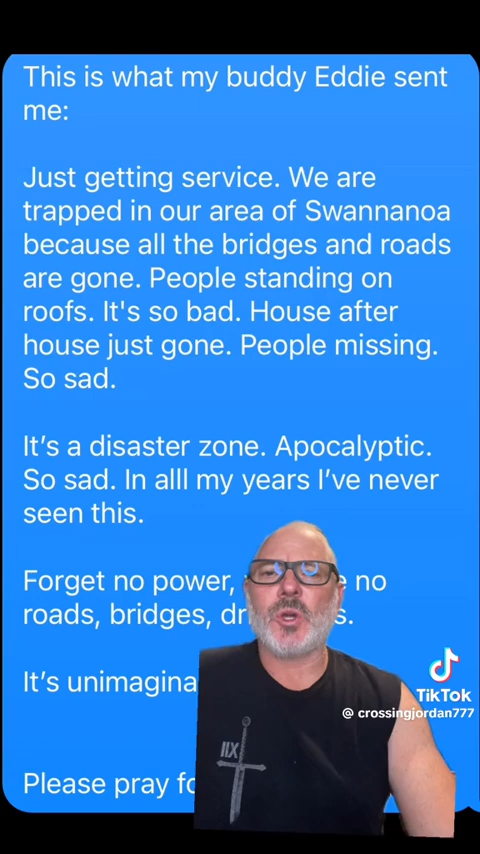 This is what my buddy Eddie sent
me:
Just getting service. We are
trapped in our area of Swannanoa
because all the bridges and roads
are gone. People standing on
roofs. It's so bad. House after
house just gone. People missing.
So sad.
It's a disaster zone. Apocalyptic.
So sad. In alll my years I've never
seen this.
Forget no power, no
roads, bridges,
It's
Please pray
IIX
TikTok
@ crossingjordan777